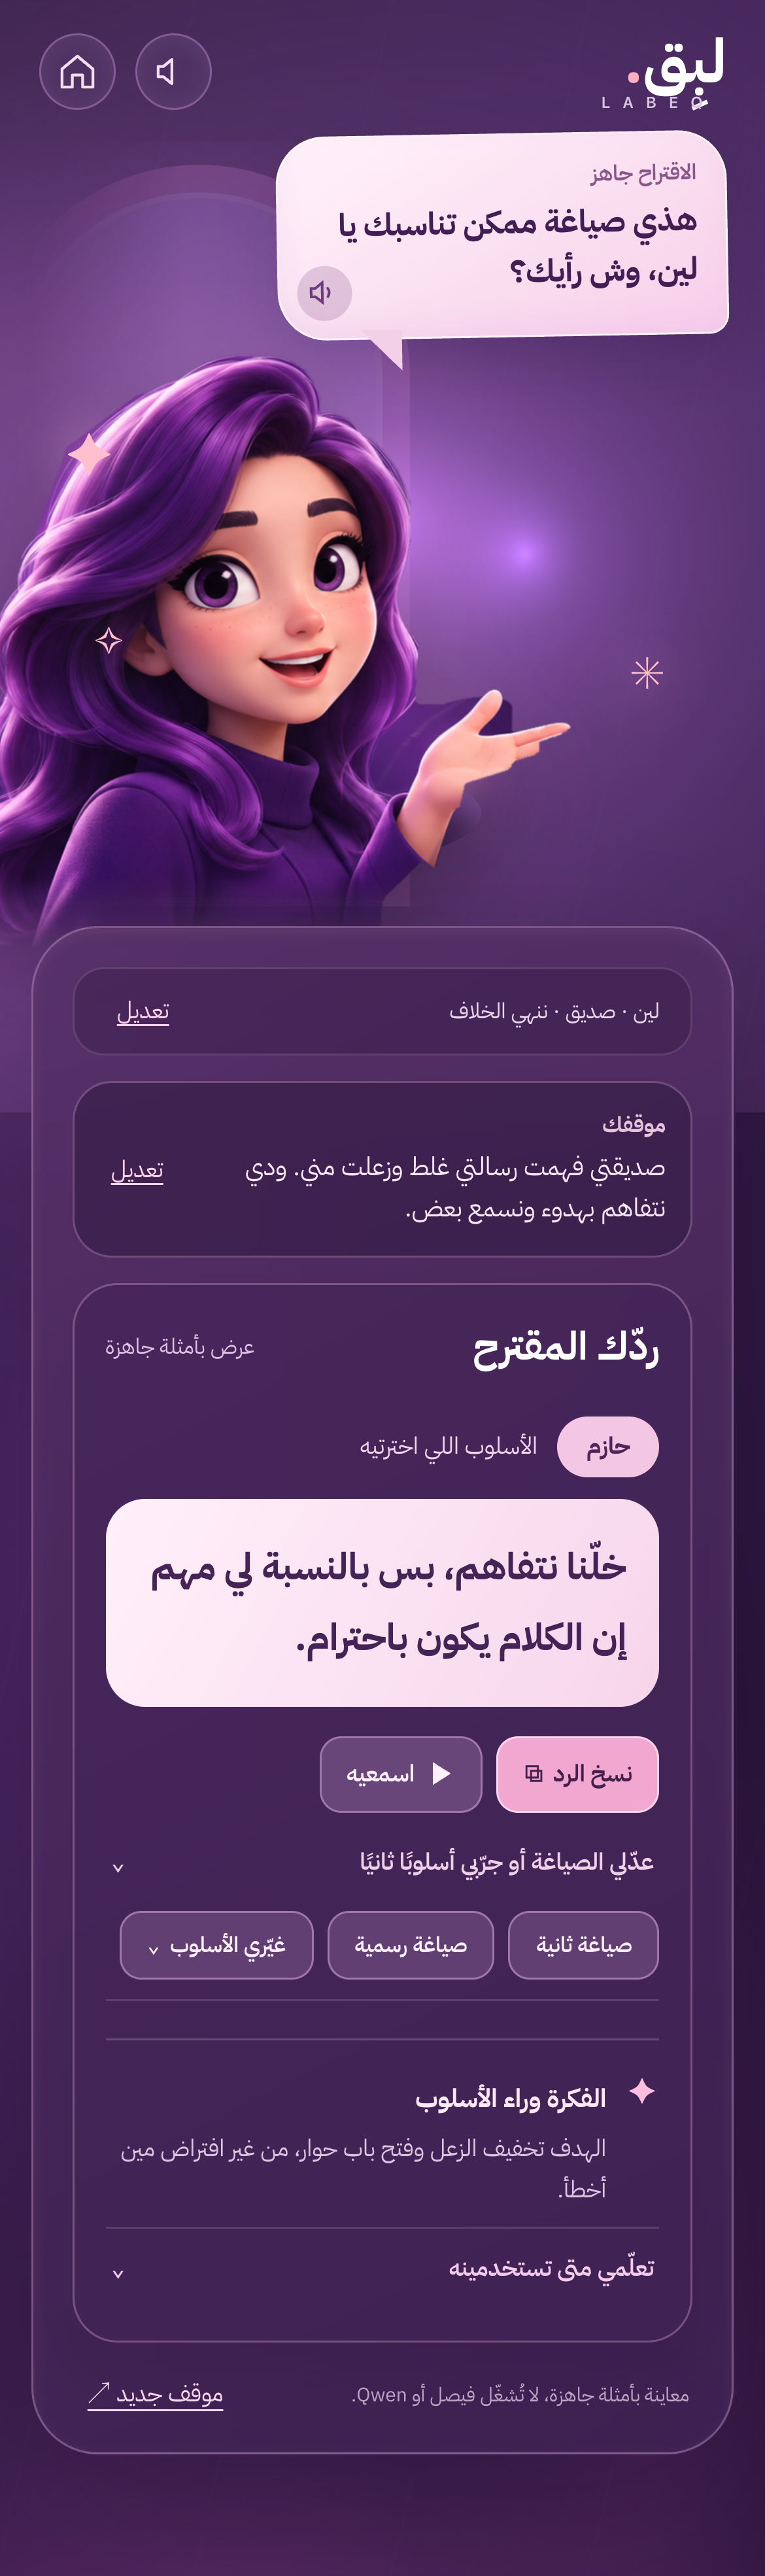 لبق.
LABEQ
الاقتراح جاهز
هذي صياغة ممكن تناسبك يا
لين، وش رأيك؟
لين · صديق · ننهي الخلاف
تعديل
موقفك
صديقتي فهمت رسالتي غلط وزعلت مني. ودي
نتفاهم بهدوء ونسمع بعض.
تعديل
ردّك المقترح
عرض بأمثلة جاهزة
حازم
الأسلوب اللي اخترتيه
خلّنا نتفاهم، بس بالنسبة لي مهم
إن الكلام يكون باحترام.
نسخ الرد
اسمعيه
عدّلي الصياغة أو جرّبي أسلوبًا ثانيًا
صياغة ثانية
صياغة رسمية
غيّري الأسلوب
الفكرة وراء الأسلوب
الهدف تخفيف الزعل وفتح باب حوار، من غير افتراض مين
أخطأ.
تعلّمي متى تستخدمينه
معاينة بأمثلة جاهزة، لا تُشغّل فيصل أو Qwen.
موقف جديد ↗